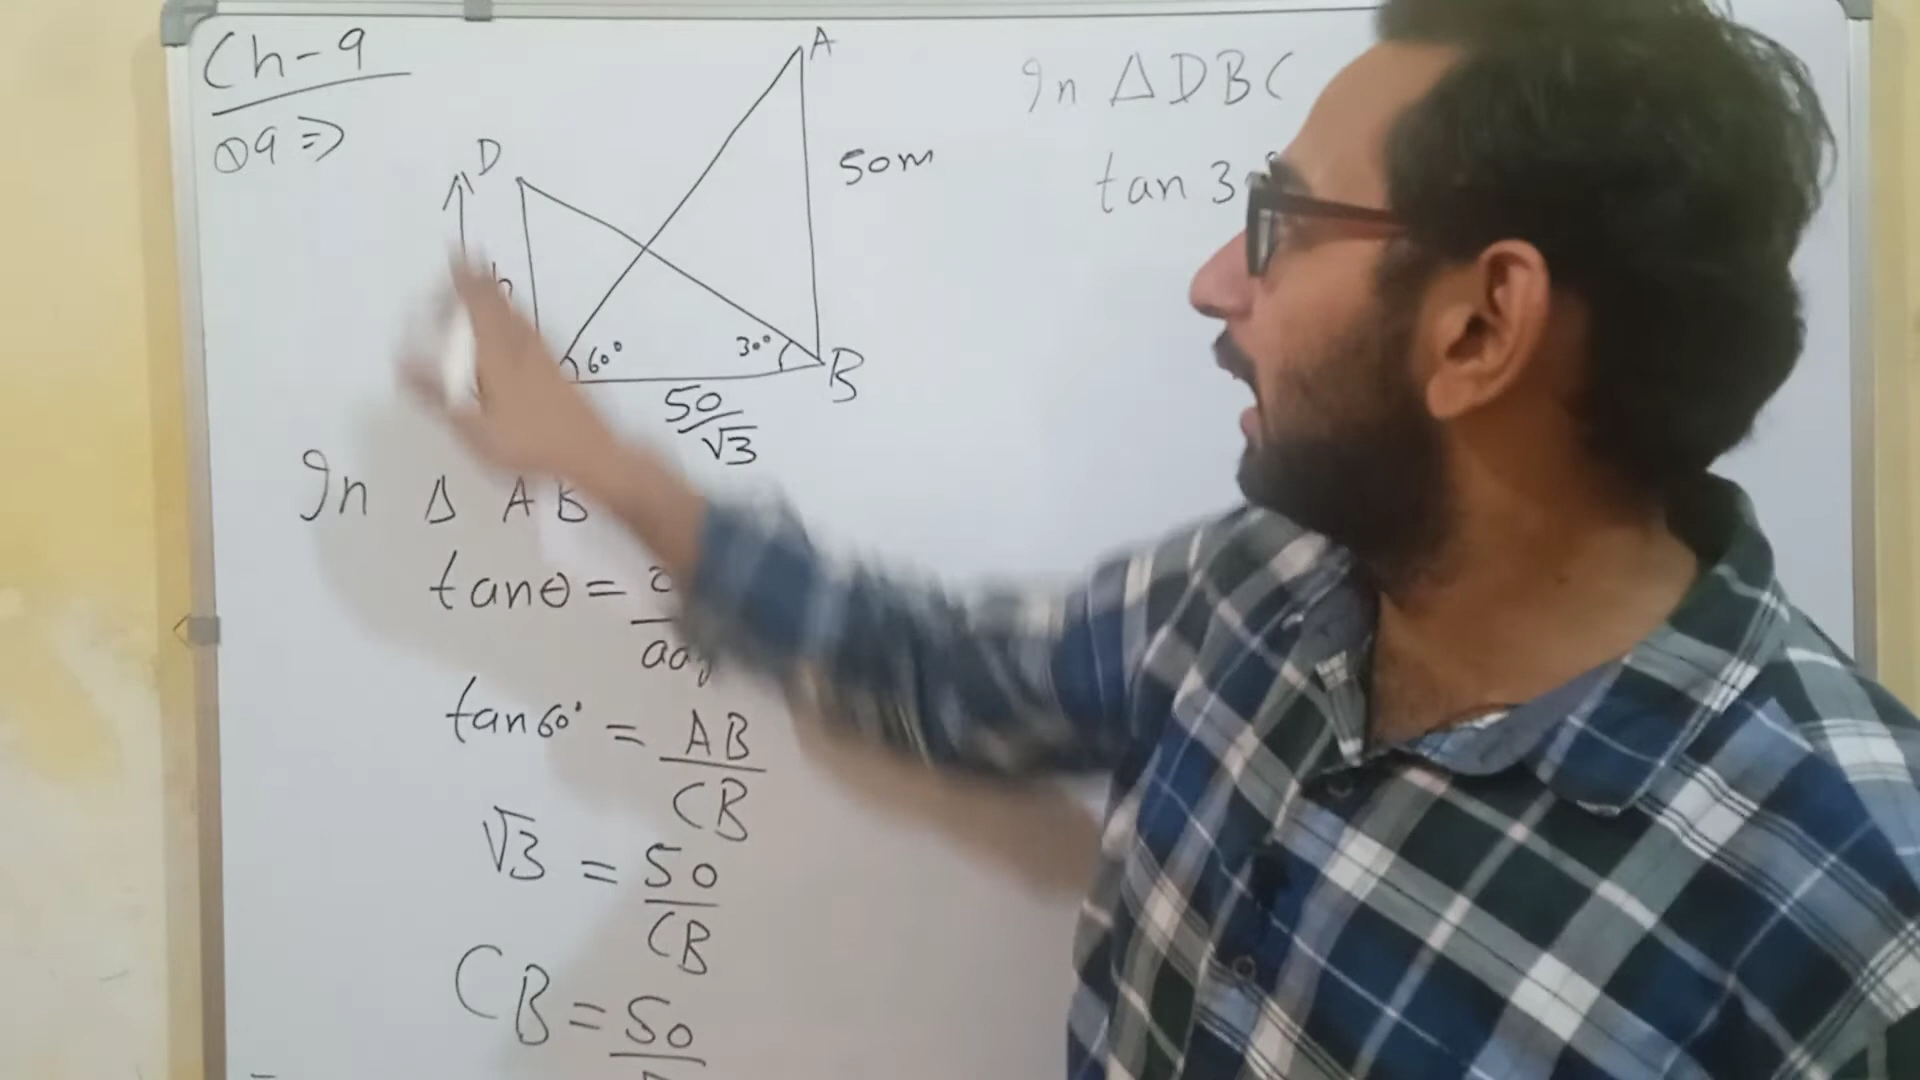 Ch-9
Q9⇒
A
D
50m
h
60°
30°
B
50/√3
In Δ AB
tanθ =
tan60° = AB/CB
√3 = 50/CB
CB = 50
In ΔDBC
tan 3